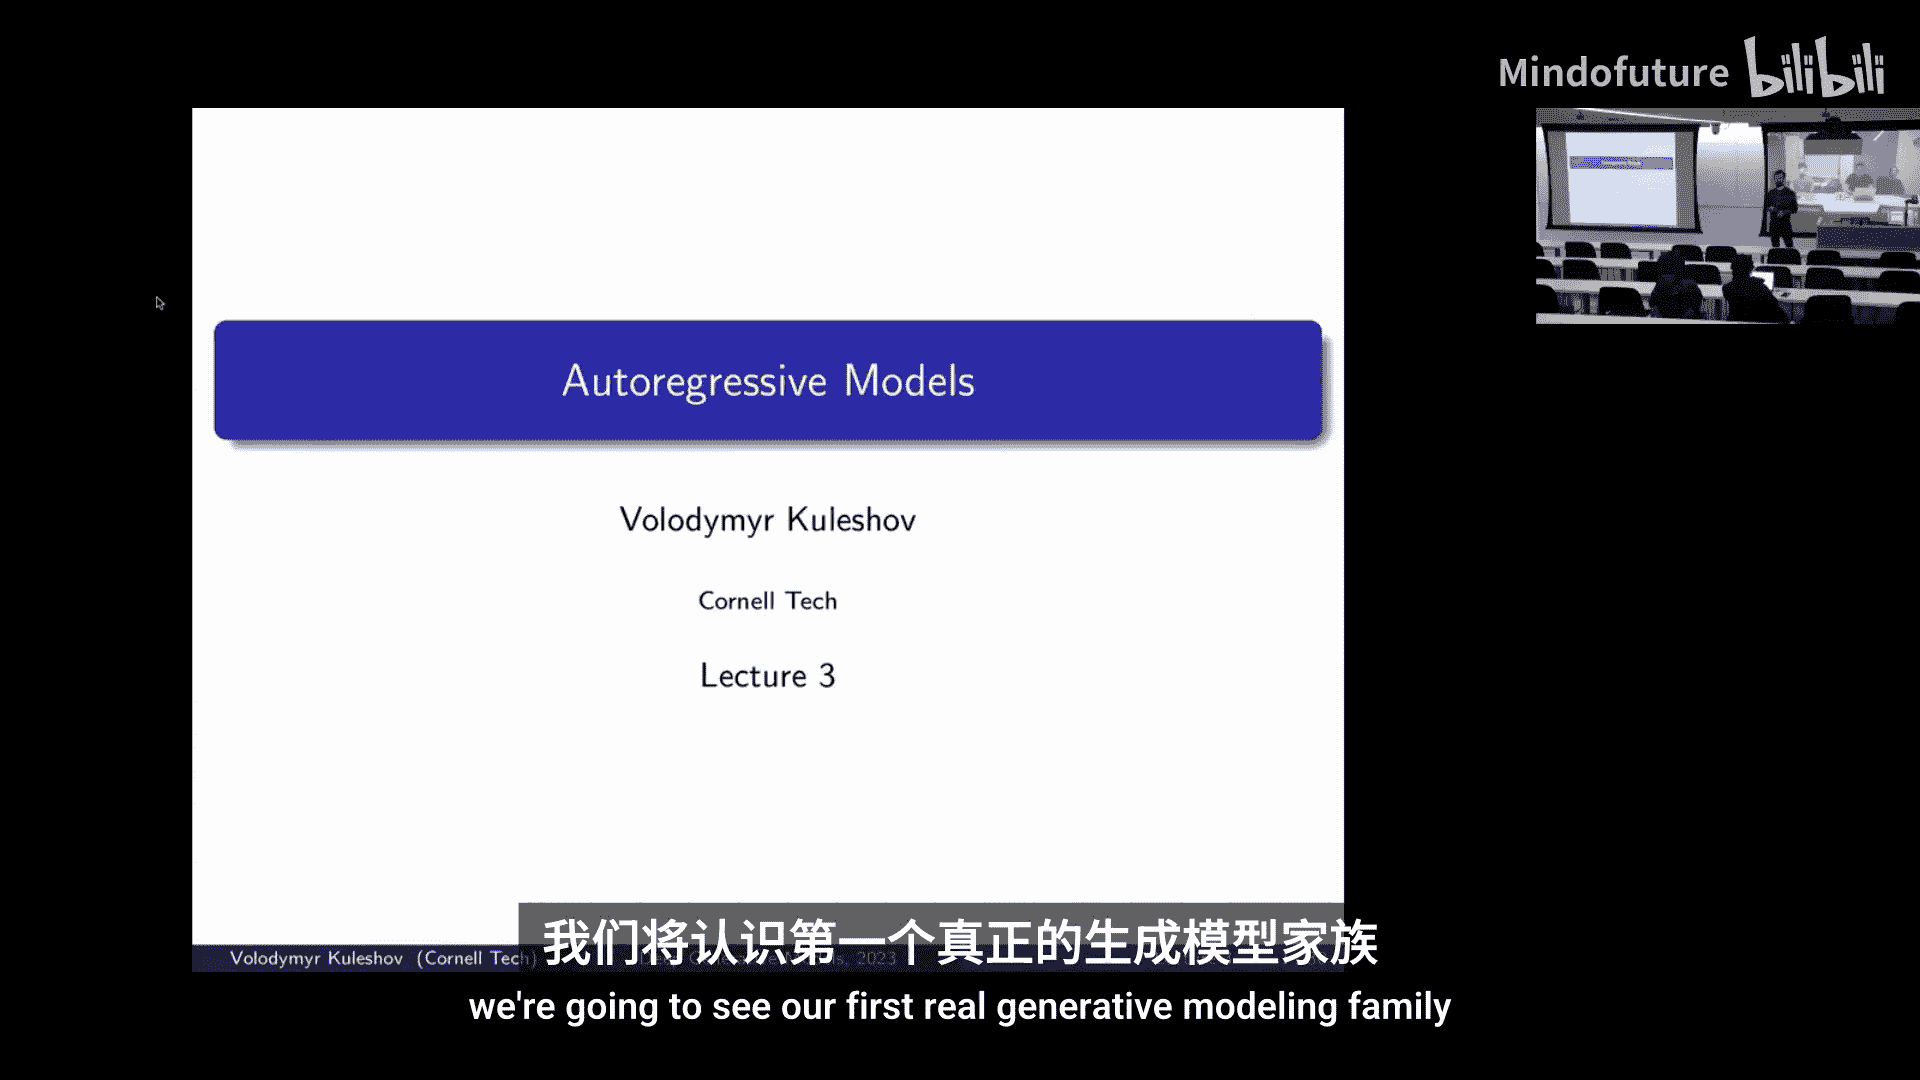 Mindofuture bilibili
Autoregressive Models
Volodymyr Kuleshov
Cornell Tech
Lecture 3
Volodymyr Kuleshov (Cornell Tech)
2023
我们将认识第一个真正的生成模型家族
we're going to see our first real generative modeling family